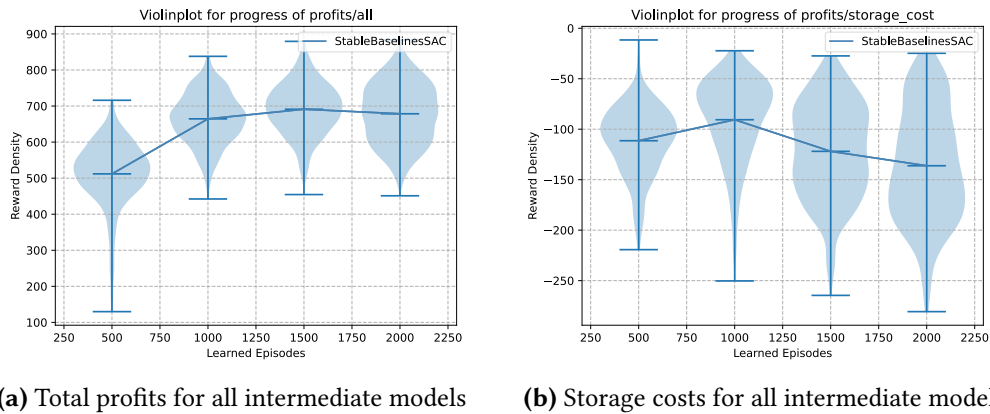 Violinplot for progress of profits/all
StableBaselinesSAC
Reward Density
900
800
700
600
500
400
300
200
100
250 500 750 1000 1250 1500 1750 2000 2250
Learned Episodes
(a) Total profits for all intermediate models
Violinplot for progress of profits/storage_cost
StableBaselinesSAC
Reward Density
0
−50
−100
−150
−200
−250
250 500 750 1000 1250 1500 1750 2000 2250
Learned Episodes
(b) Storage costs for all intermediate model